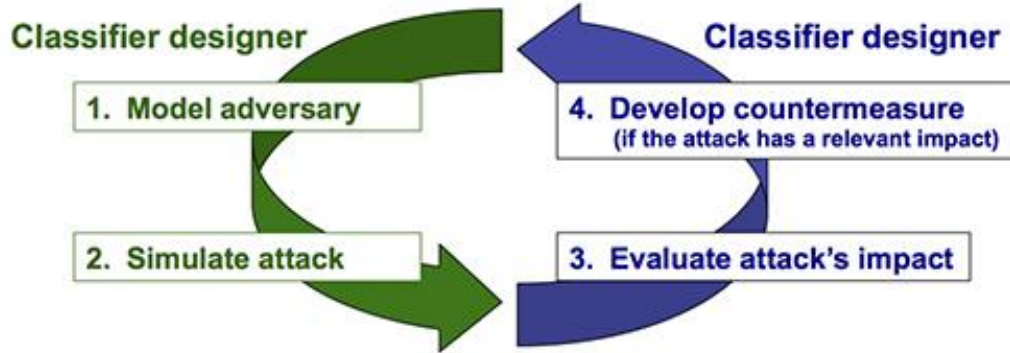 Classifier designer
1. Model adversary
2. Simulate attack
Classifier designer
4. Develop countermeasure
(if the attack has a relevant impact)
3. Evaluate attack's impact